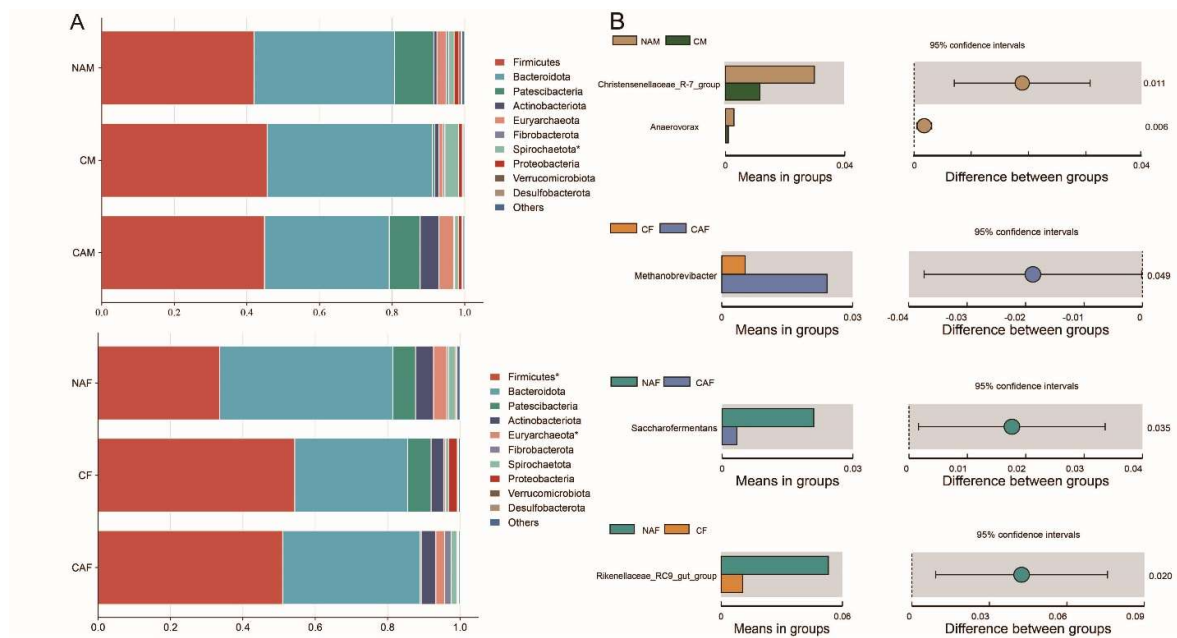 A
NAM
CM
CAM
0.0 0.2 0.4 0.6 0.8 1.0
Firmicutes
Bacteroidota
Patescibacteria
Actinobacteriota
Euryarchaeota
Fibrobacterota
Spirochaetota*
Proteobacteria
Verrucomicrobiota
Desulfobacterota
Others
NAF
CF
CAF
0.0 0.2 0.4 0.6 0.8 1.0
Firmicutes*
Bacteroidota
Patescibacteria
Actinobacteriota
Euryarchaeota*
Fibrobacterota
Spirochaetota
Proteobacteria
Verrucomicrobiota
Desulfobacterota
Others
B
NAM CM
95% confidence intervals
Christensenellaceae_R-7_group
0.011
Anaerovorax
0.006
0 0.04
Means in groups
0 0.04
Difference between groups
CF CAF
95% confidence intervals
Methanobrevibacter
0.049
0 0.03
Means in groups
-0.04 -0.03 -0.02 -0.01 0
Difference between groups
NAF CAF
95% confidence intervals
Saccharofermentans
0.035
0 0.03
Means in groups
0 0.01 0.02 0.03 0.04
Difference between groups
NAF CF
95% confidence intervals
Rikenellaceae_RC9_gut_group
0.020
0 0.06
Means in groups
0 0.03 0.06 0.09
Difference between groups